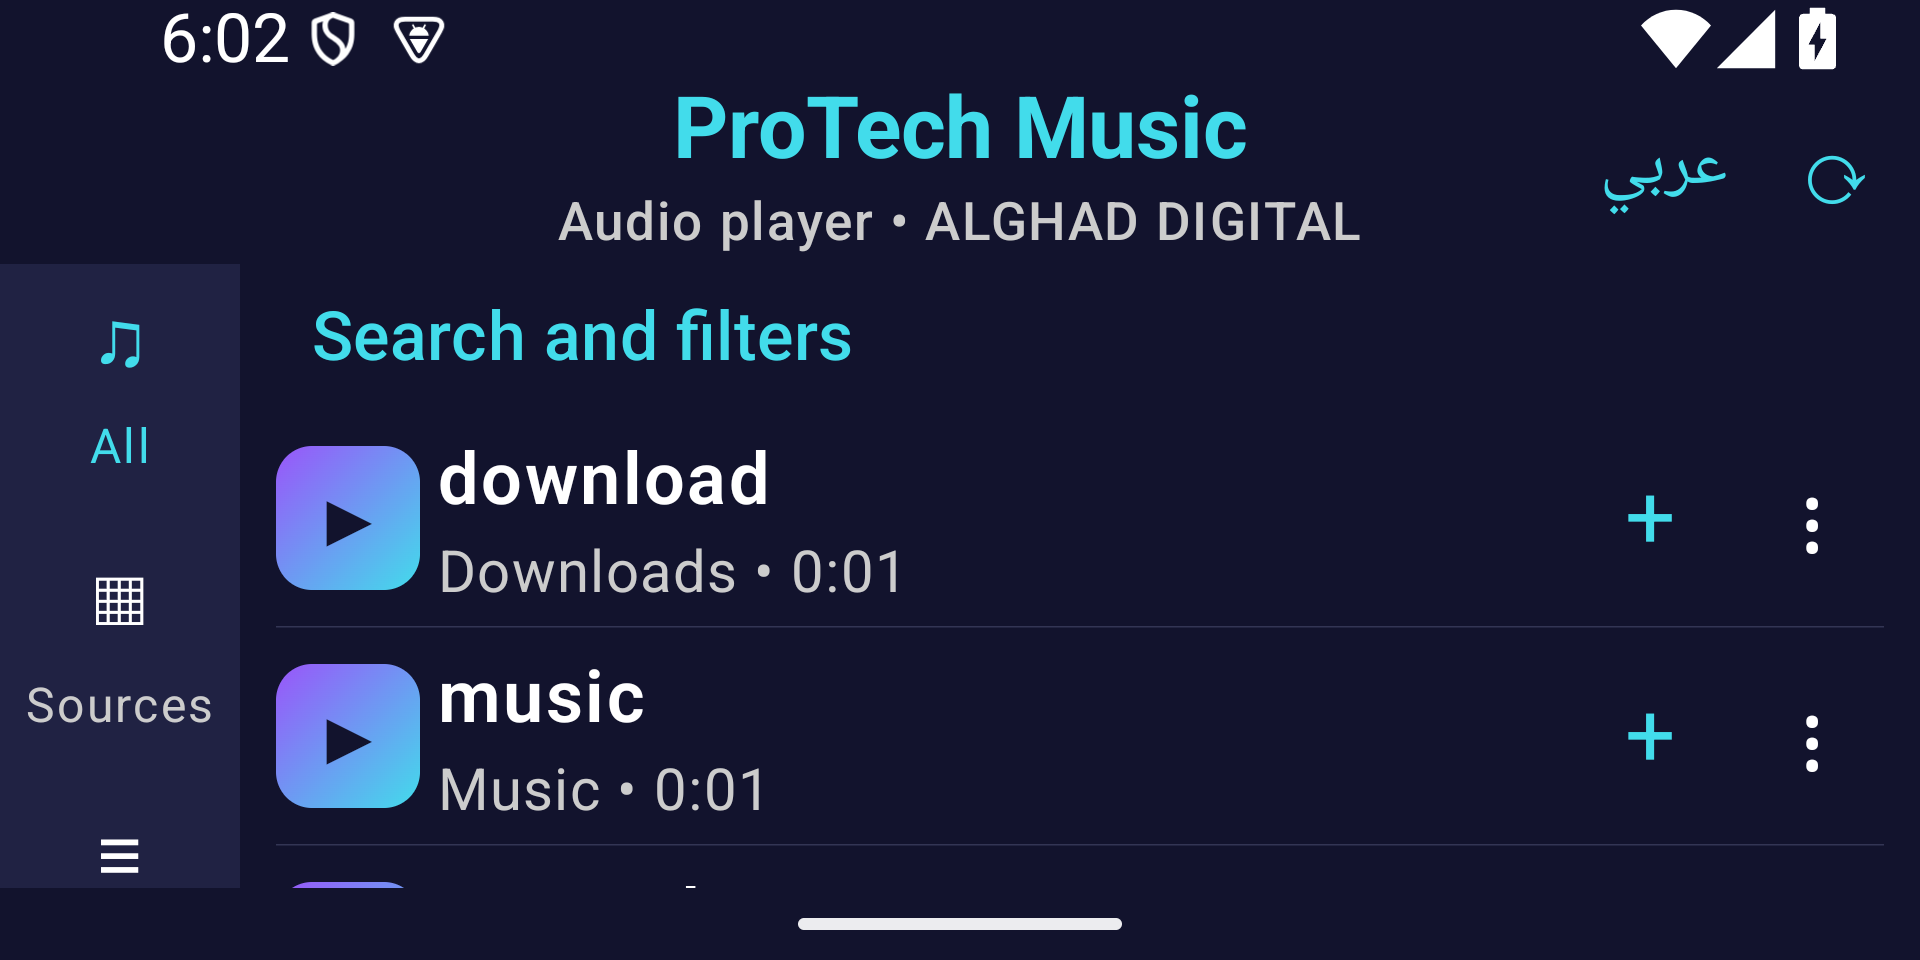 6:02
ProTech Music
عربي
Audio player • ALGHAD DIGITAL
Search and filters
All
download
Downloads • 0:01
Sources
music
Music • 0:01